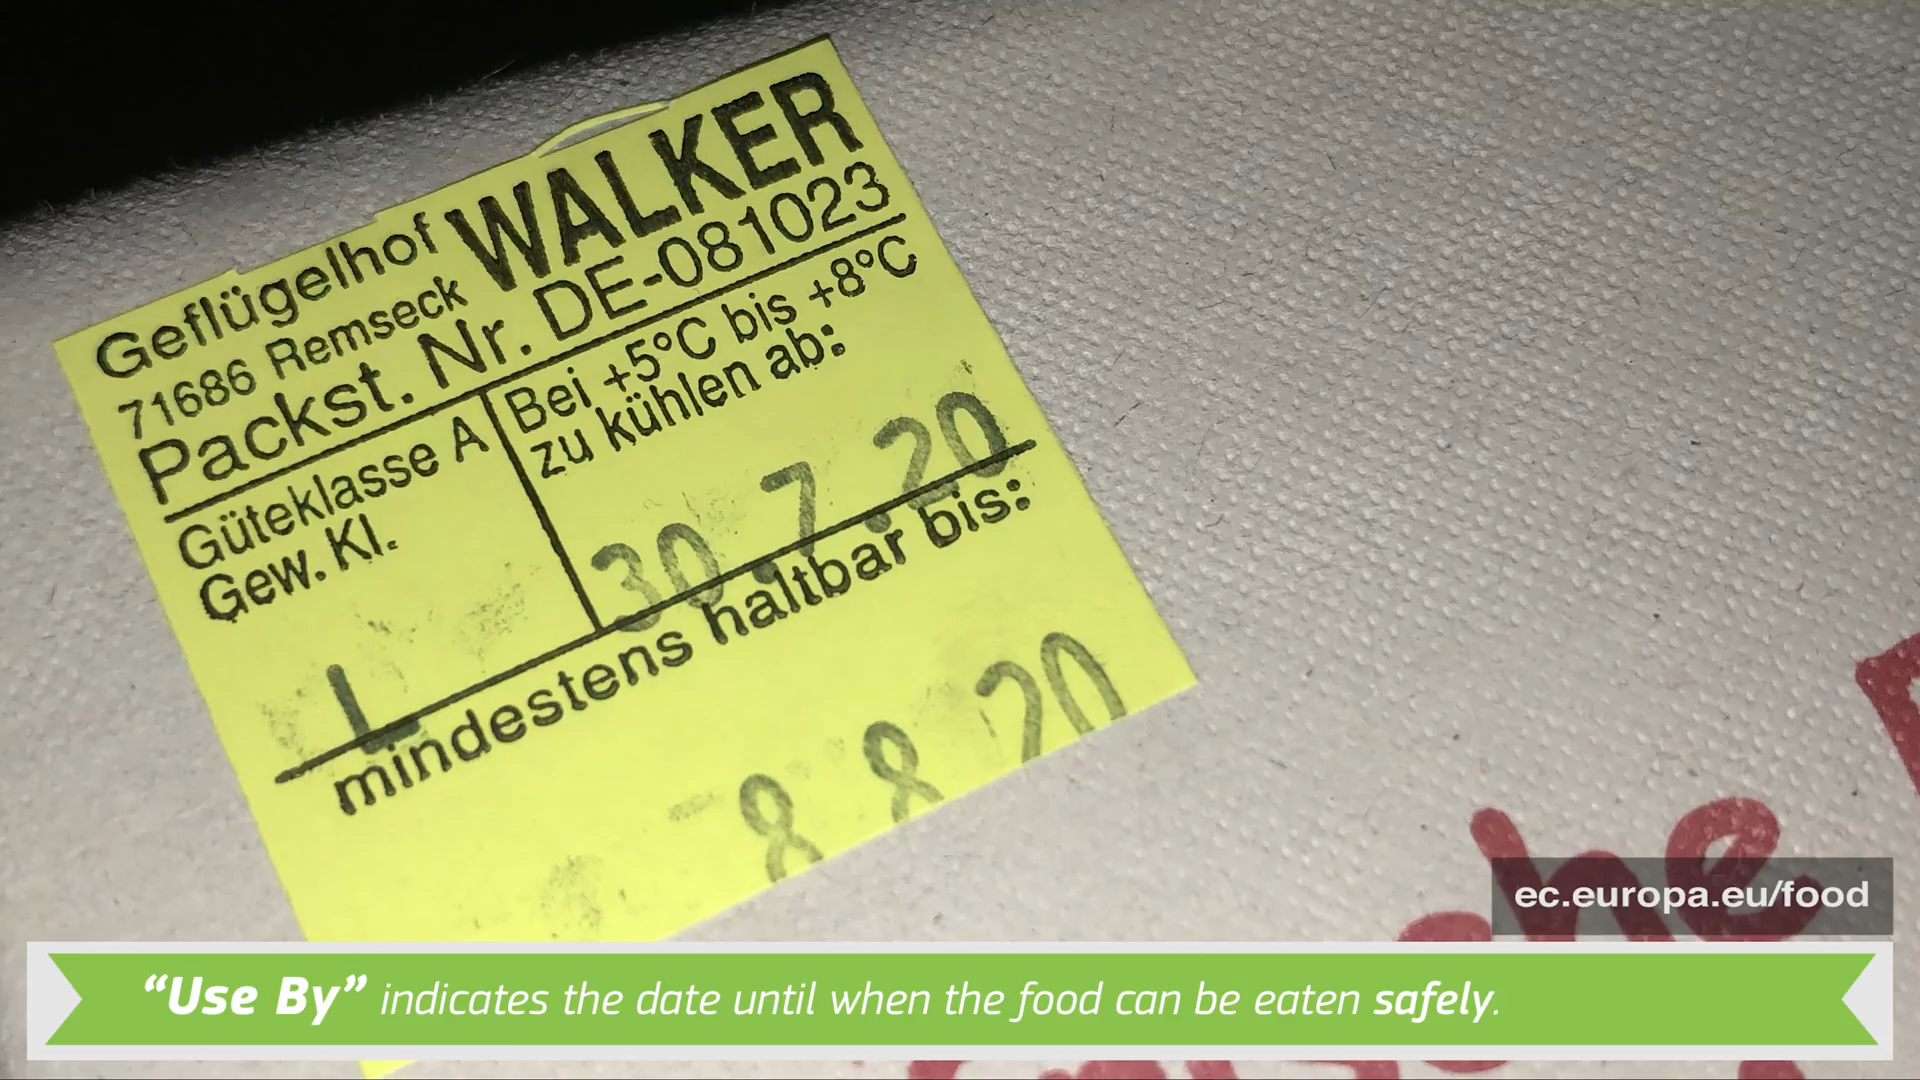 Geflügelhof WALKER
71686 Remseck
Packst. Nr. DE-081023
Güteklasse A
Gew. Kl.
L
Bei +5°C bis +8°C
zu kühlen ab:
30.7.20
mindestens haltbar bis:
8 8 20
he
ec.europa.eu/food
“Use By” indicates the date until when the food can be eaten safely.